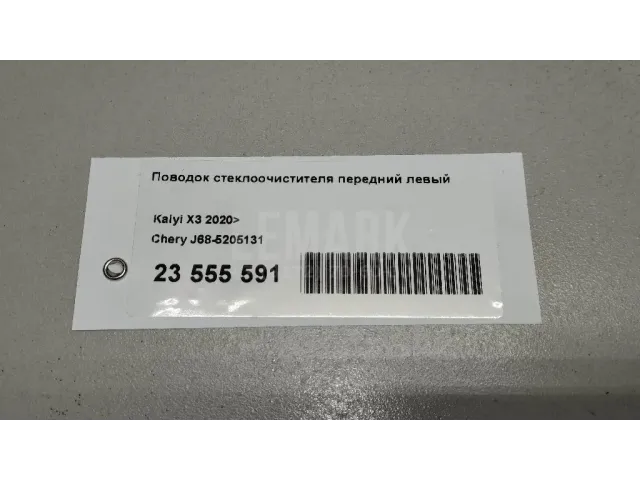 Поводок стеклоочистителя передний левый
Kaiyi X3 2020>
Chery J68-5205131
23 555 591